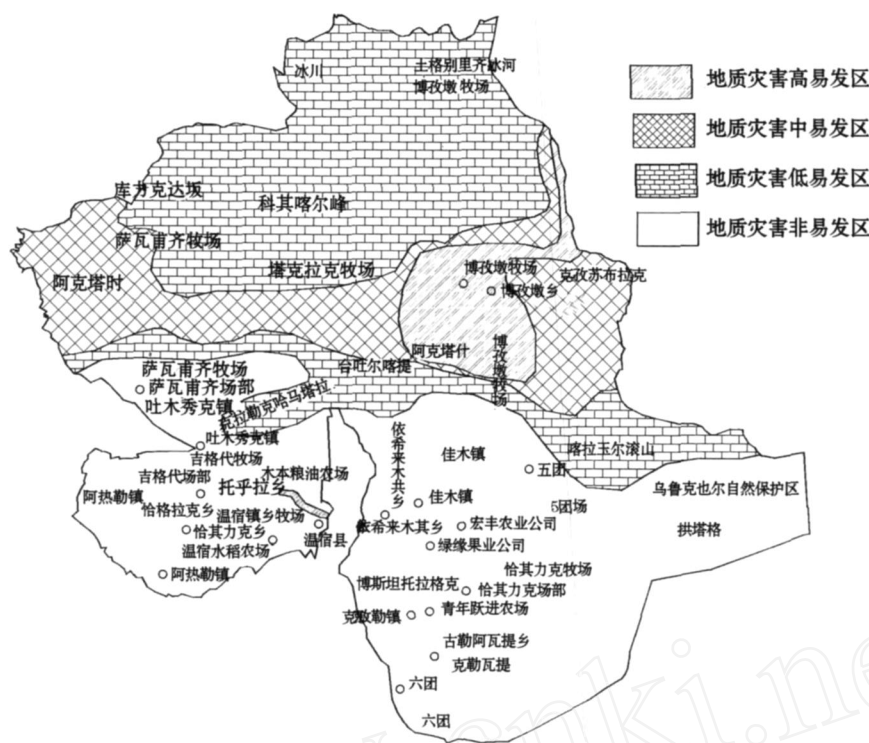 冰川
土格别里齐冰河
博孜墩 牧场
地质灾害高易发区
地质灾害中易发区
地质灾害低易发区
地质灾害非易发区
库尔克达坂
科其喀尔峰
萨瓦甫齐牧场
阿克塔时
塔克拉克牧场
博孜墩牧场
克孜苏布拉克
博孜墩乡
阿克塔什
博孜墩牧场
台吐尔喀提
萨瓦甫齐牧场
萨瓦甫齐场部
吐木秀克镇
克拉勒克哈马塔拉
吐木秀克镇
吉格代牧场
吉格代场部
木本粮油农场
托乎拉乡
阿热勒镇
恰格拉克乡
温宿镇乡牧场
恰其力克乡
温宿县
温宿水稻农场
阿热勒镇
依希来木共乡
佳木镇
喀拉玉尔滚山
五团
乌鲁克也尔自然保护区
佳木镇
5团场
依希来木其乡
宏丰农业公司
拱塔格
绿缘果业公司
恰其力克牧场
博斯坦托拉格克
恰其力克场部
克孜勒镇
青年跃进农场
古勒阿瓦提乡
克勒瓦提
六团
六团